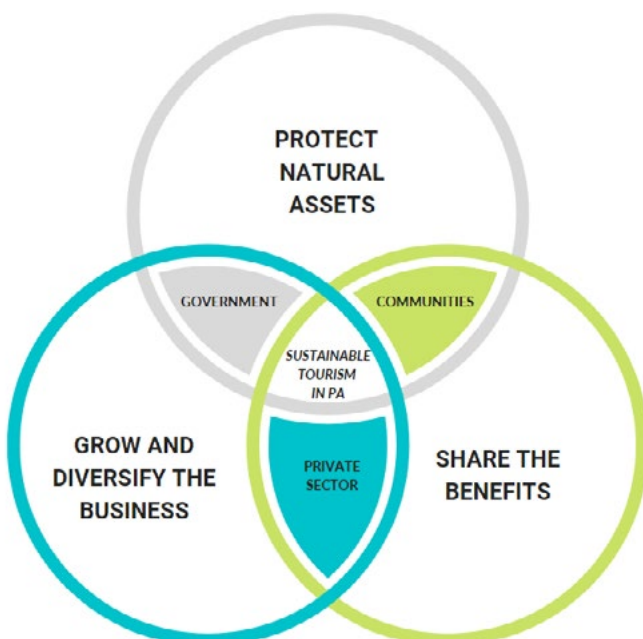 PROTECT
NATURAL
ASSETS
GOVERNMENT
COMMUNITIES
SUSTAINABLE
TOURISM
IN PA
GROW AND
DIVERSIFY THE
BUSINESS
PRIVATE
SECTOR
SHARE THE
BENEFITS